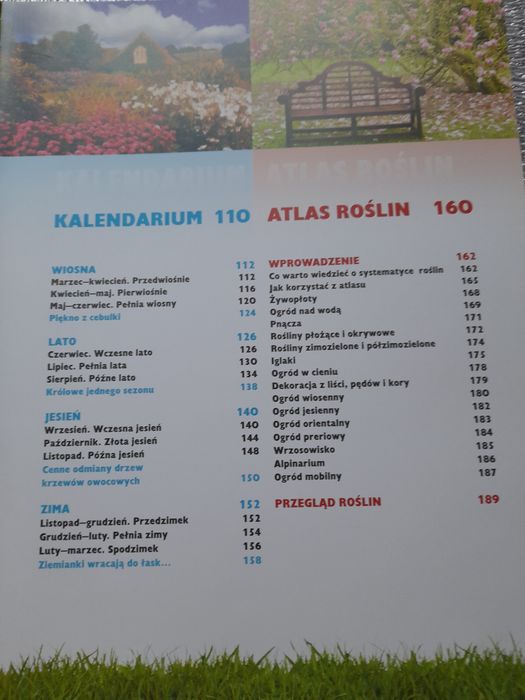 KALENDARIUM ATLAS ROŚLIN
KALENDARIUM 110
WIOSNA 112
Marzec–kwiecień. Przedwiośnie 112
Kwiecień–maj. Pierwiośnie 116
Maj–czerwiec. Pełnia wiosny 120
Piękno z cebulki 124
LATO 126
Czerwiec. Wczesne lato 126
Lipiec. Pełnia lata 130
Sierpień. Późne lato 134
Królowe jednego sezonu 138
JESIEŃ 140
Wrzesień. Wczesna jesień 140
Październik. Złota jesień 144
Listopad. Późna jesień 148
Cenne odmiany drzew
krzewów owocowych 150
ZIMA 152
Listopad–grudzień. Przedzimek 152
Grudzień–luty. Pełnia zimy 154
Luty–marzec. Spodzimek 156
Ziemianki wracają do łask... 158
ATLAS ROŚLIN 160
WPROWADZENIE 162
Co warto wiedzieć o systematyce roślin 162
Jak korzystać z atlasu 165
Żywopłoty 168
Ogród nad wodą 169
Pnącza 171
Rośliny płożące i okrywowe 172
Rośliny zimozielone i półzimozielone 174
Iglaki 175
Ogród w cieniu 178
Dekoracja z liści, pędów i kory 179
Ogród wiosenny 180
Ogród jesienny 182
Ogród orientalny 183
Ogród preriowy 184
Wrzosowisko 185
Alpinarium 186
Ogród mobilny 187
PRZEGLĄD ROŚLIN 189